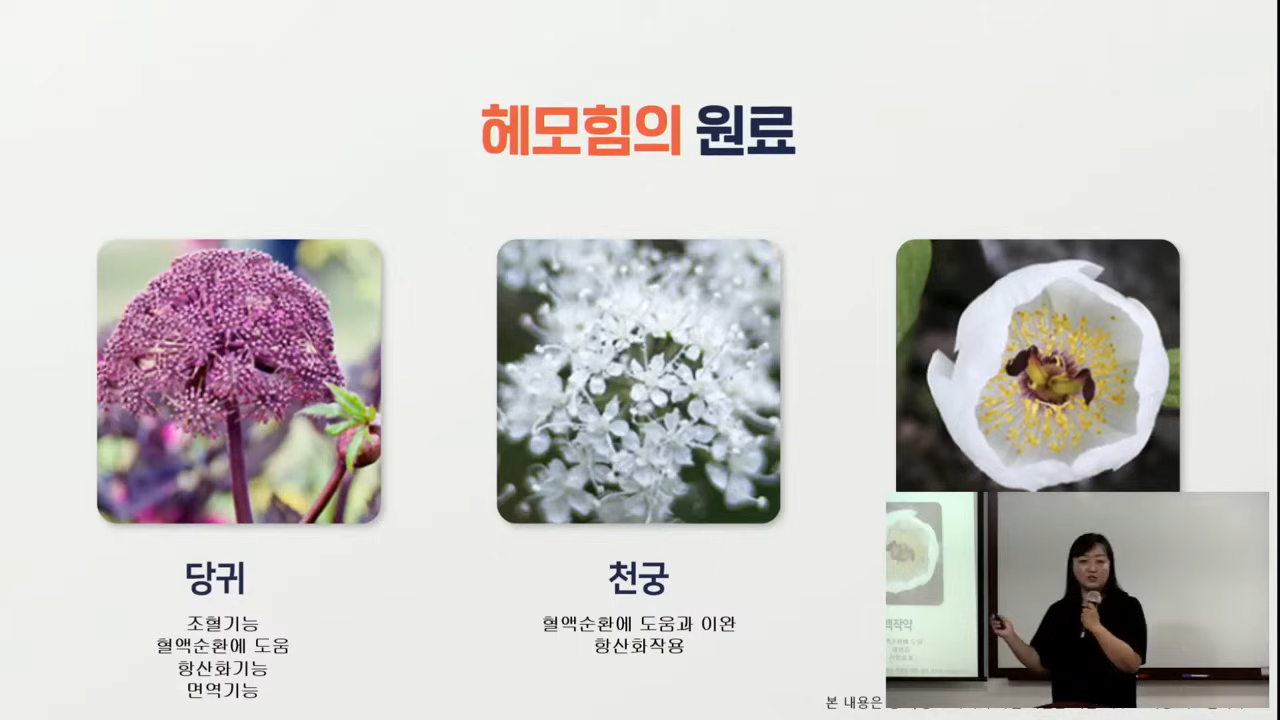 헤모힘의 원료
당귀
조혈기능
혈액순환에 도움
항산화기능
면역기능
천궁
혈액순환에 도움과 이완
항산화작용
본 내용은